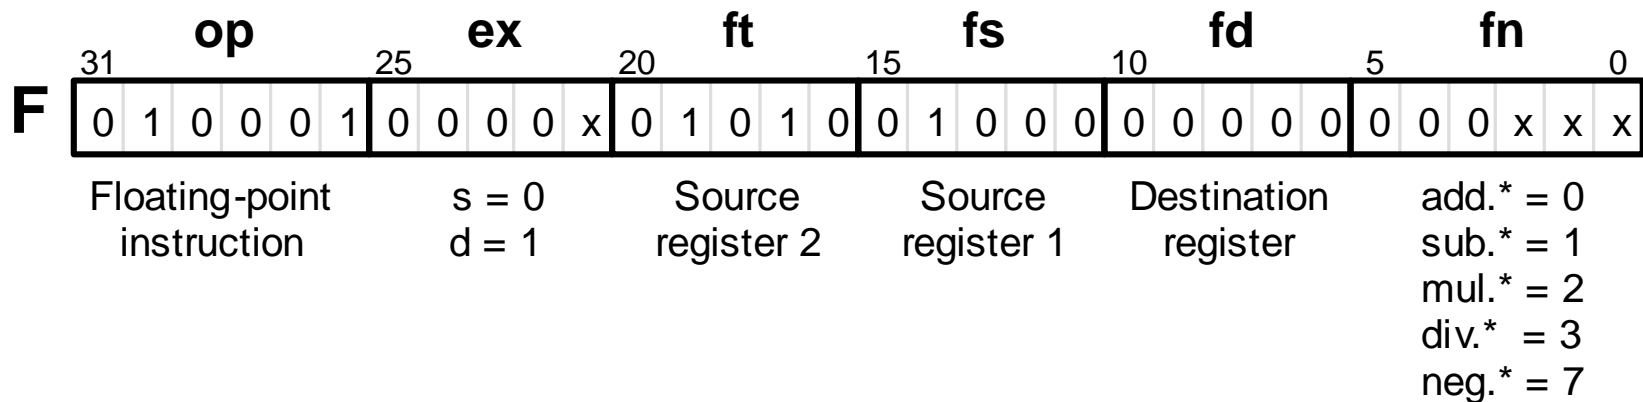 op ex ft fs fd fn
31 25 20 15 10 5 0
F 0 1 0 0 0 1 0 0 0 0 x 0 1 0 1 0 0 1 0 0 0 0 0 0 0 0 0 0 0 x x x
Floating-point s = 0 Source Source Destination add.* = 0
instruction d = 1 register 2 register 1 register sub.* = 1
mul.* = 2
div.* = 3
neg.* = 7